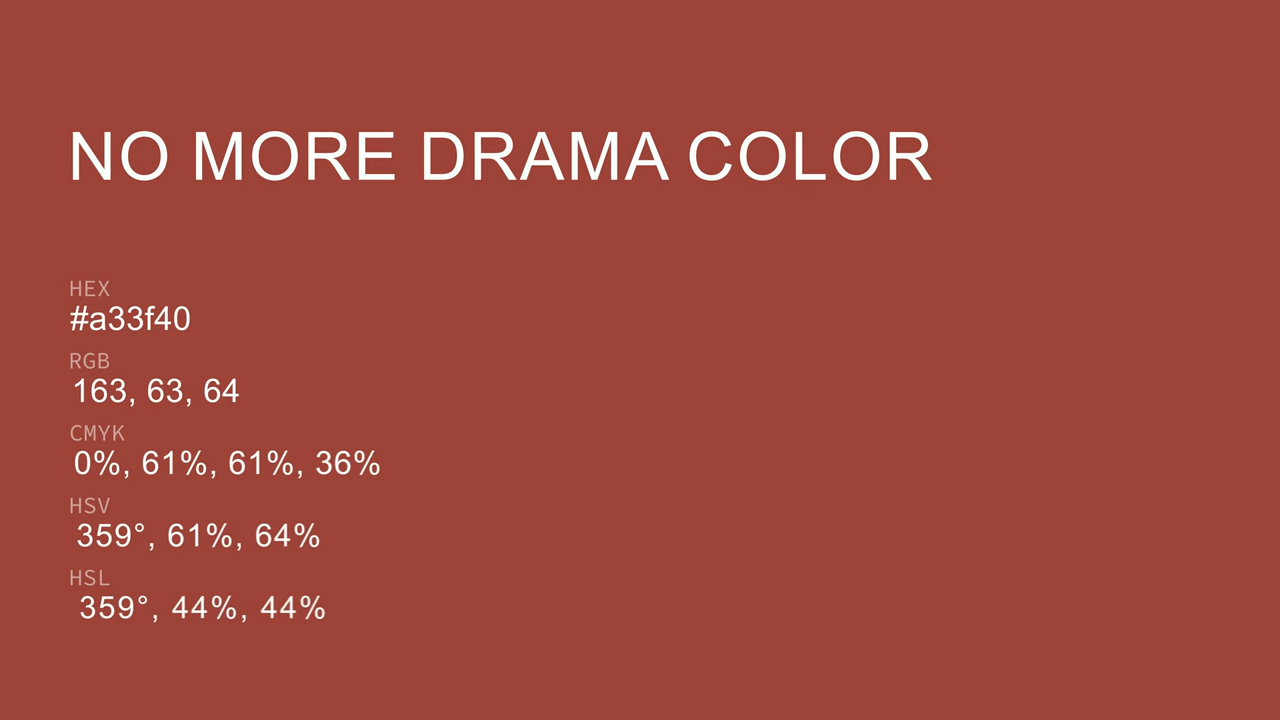 NO MORE DRAMA COLOR
HEX
#a33f40
RGB
163, 63, 64
CMYK
0%, 61%, 61%, 36%
HSV
359°, 61%, 64%
HSL
359°, 44%, 44%